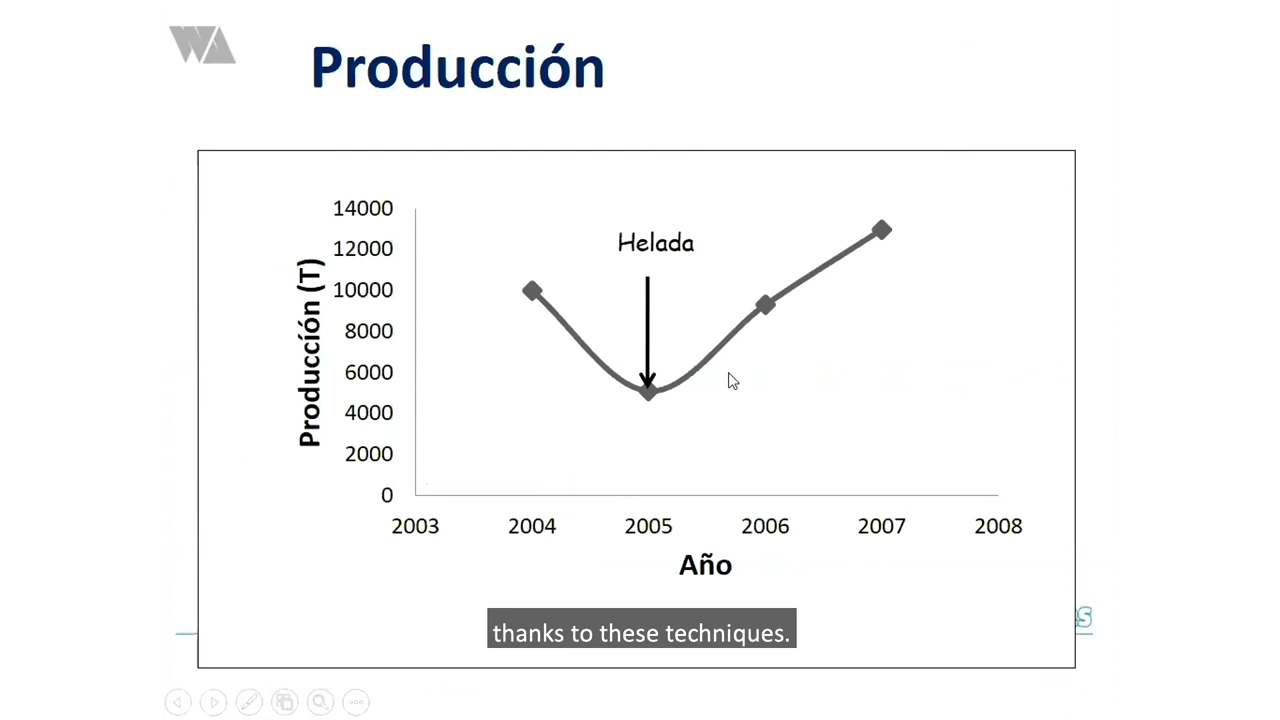 WA
Producción
Helada
Producción (T)
14000
12000
10000
8000
6000
4000
2000
0
2003 2004 2005 2006 2007 2008
Año
thanks to these techniques.